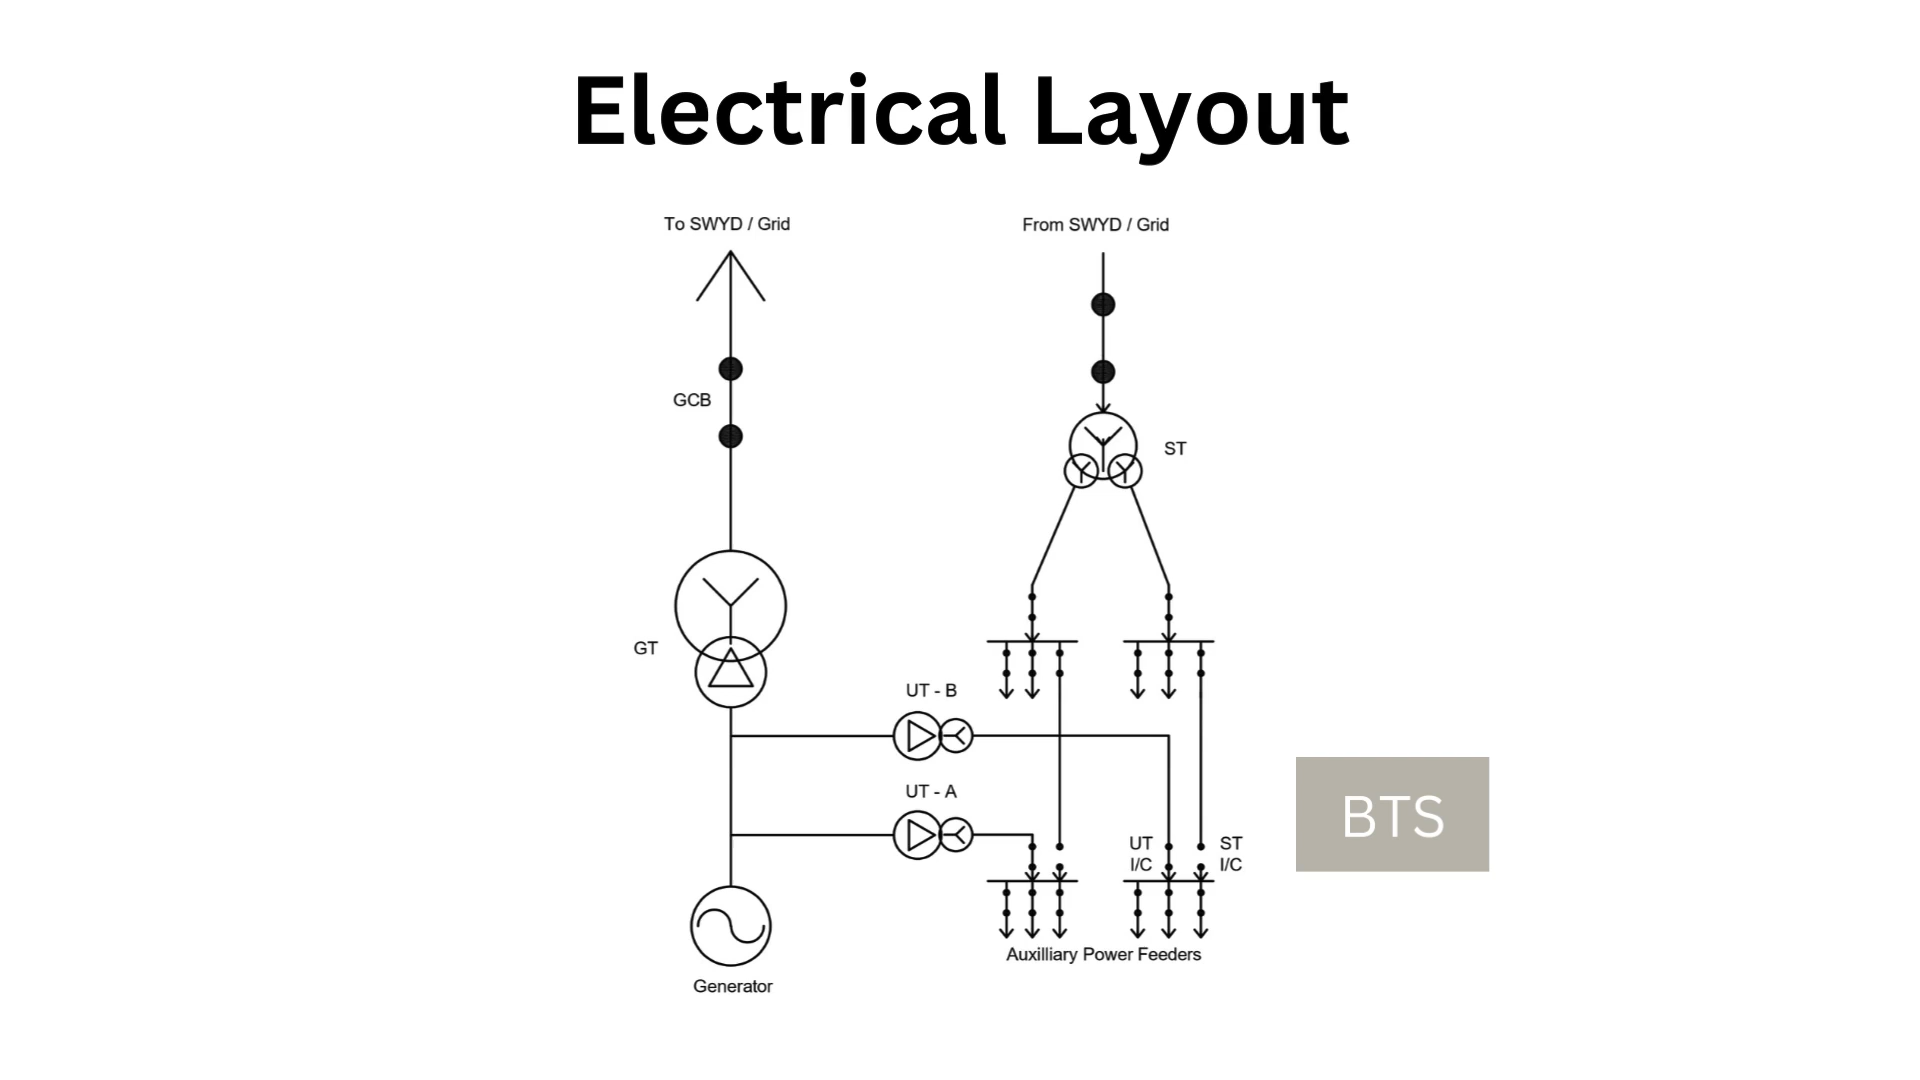 Electrical Layout
To SWYD / Grid
From SWYD / Grid
GCB
ST
GT
UT - B
UT - A
UT
I/C
ST
I/C
BTS
Auxilliary Power Feeders
Generator